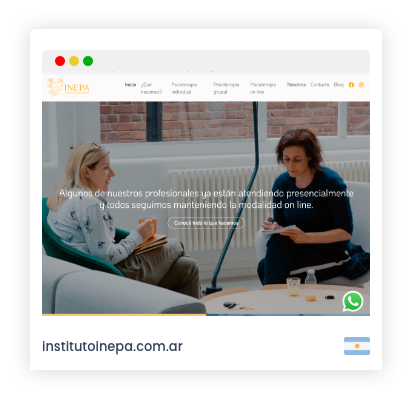 INEPA
Inicio ¿Qué hacemos? Psicoterapia individual Psicoterapia grupal Psicoterapia on line Nosotros Contacto Blog
Algunos de nuestros profesionales ya están atendiendo presencialmente
y todos seguimos manteniendo la modalidad on line.
Conocé todo lo que hacemos
institutoinepa.com.ar